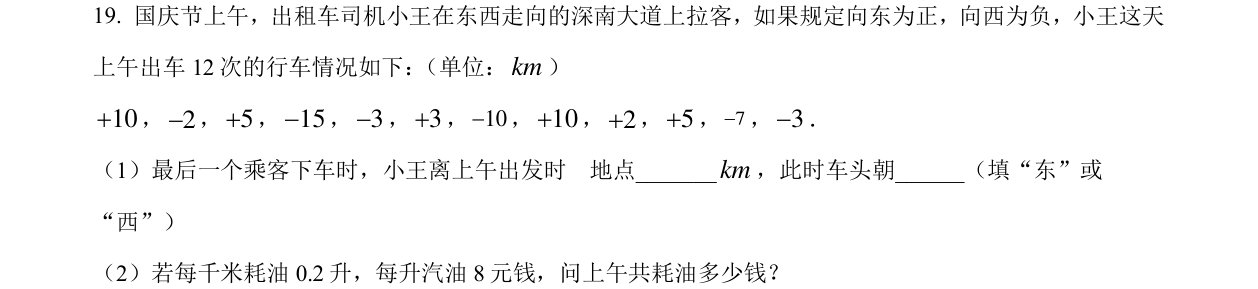 19. 国庆节上午，出租车司机小王在东西走向的深南大道上拉客，如果规定向东为正，向西为负，小王这天
上午出车 12 次的行车情况如下：（单位： km ）
+10， −2， +5， −15， −3， +3， −10， +10， +2， +5， −7， −3．
（1）最后一个乘客下车时，小王离上午出发时 地点_______km，此时车头朝______（填“东”或
“西”）
（2）若每千米耗油 0.2 升，每升汽油 8 元钱，问上午共耗油多少钱？